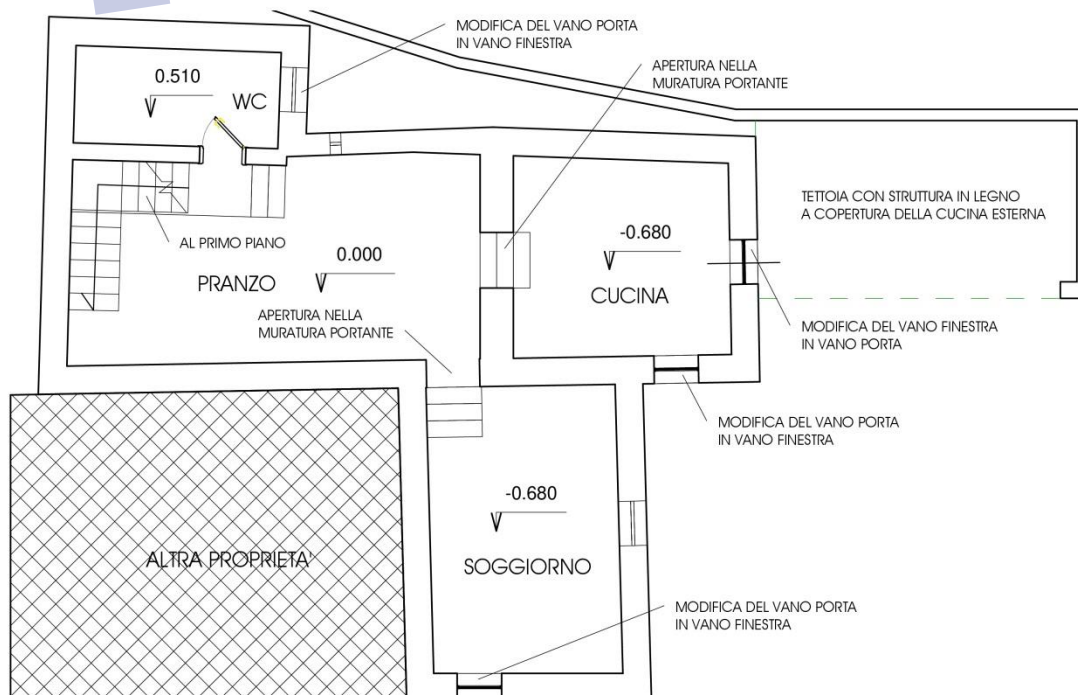 MODIFICA DEL VANO PORTA
IN VANO FINESTRA
0.510
WC
APERTURA NELLA
MURATURA PORTANTE
TETTOIA CON STRUTTURA IN LEGNO
A COPERTURA DELLA CUCINA ESTERNA
AL PRIMO PIANO
0.000
PRANZO
-0.680
CUCINA
APERTURA NELLA
MURATURA PORTANTE
MODIFICA DEL VANO FINESTRA
IN VANO PORTA
MODIFICA DEL VANO PORTA
IN VANO FINESTRA
-0.680
SOGGIORNO
ALTRA PROPRIETA'
MODIFICA DEL VANO PORTA
IN VANO FINESTRA